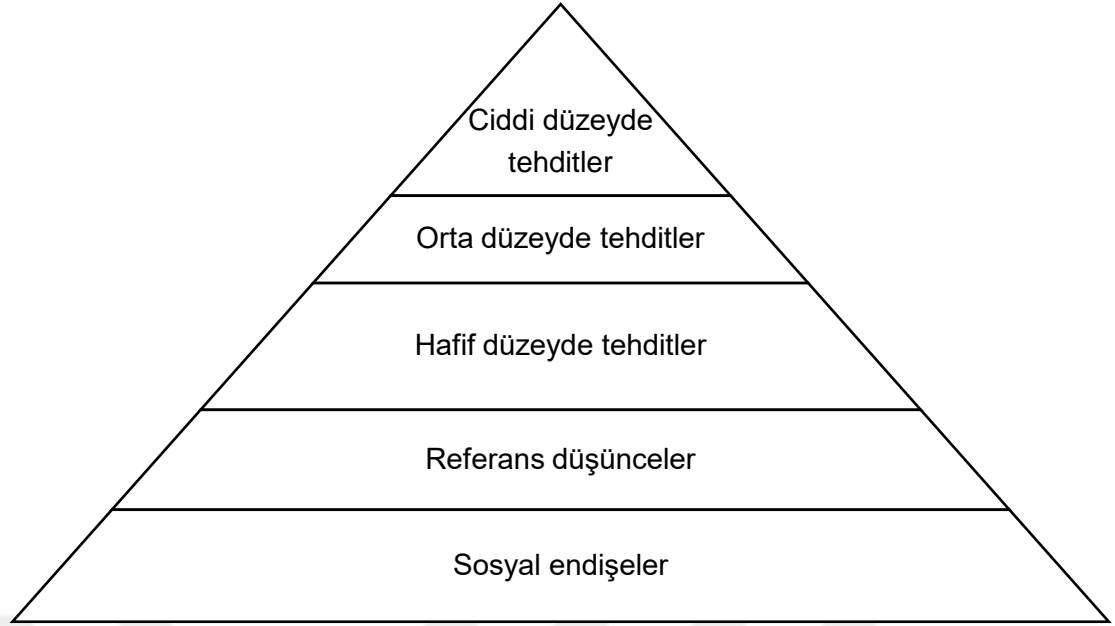 Ciddi düzeyde
tehditler
Orta düzeyde tehditler
Hafif düzeyde tehditler
Referans düşünceler
Sosyal endişeler